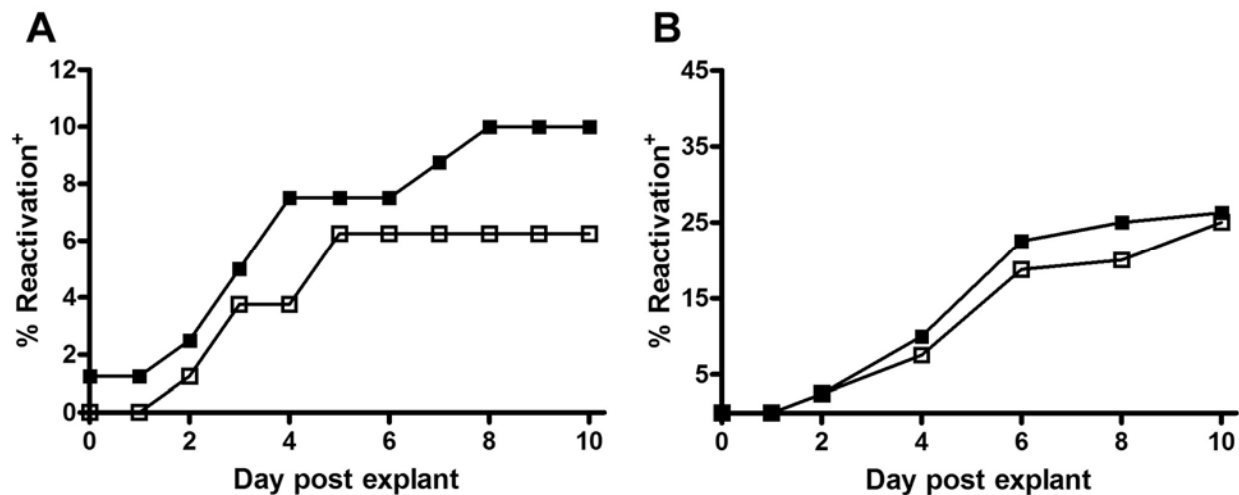 A
% Reactivation+
12
10
8
6
4
2
0
0 2 4 6 8 10
Day post explant
B
% Reactivation+
45
35
25
15
5
0 2 4 6 8 10
Day post explant